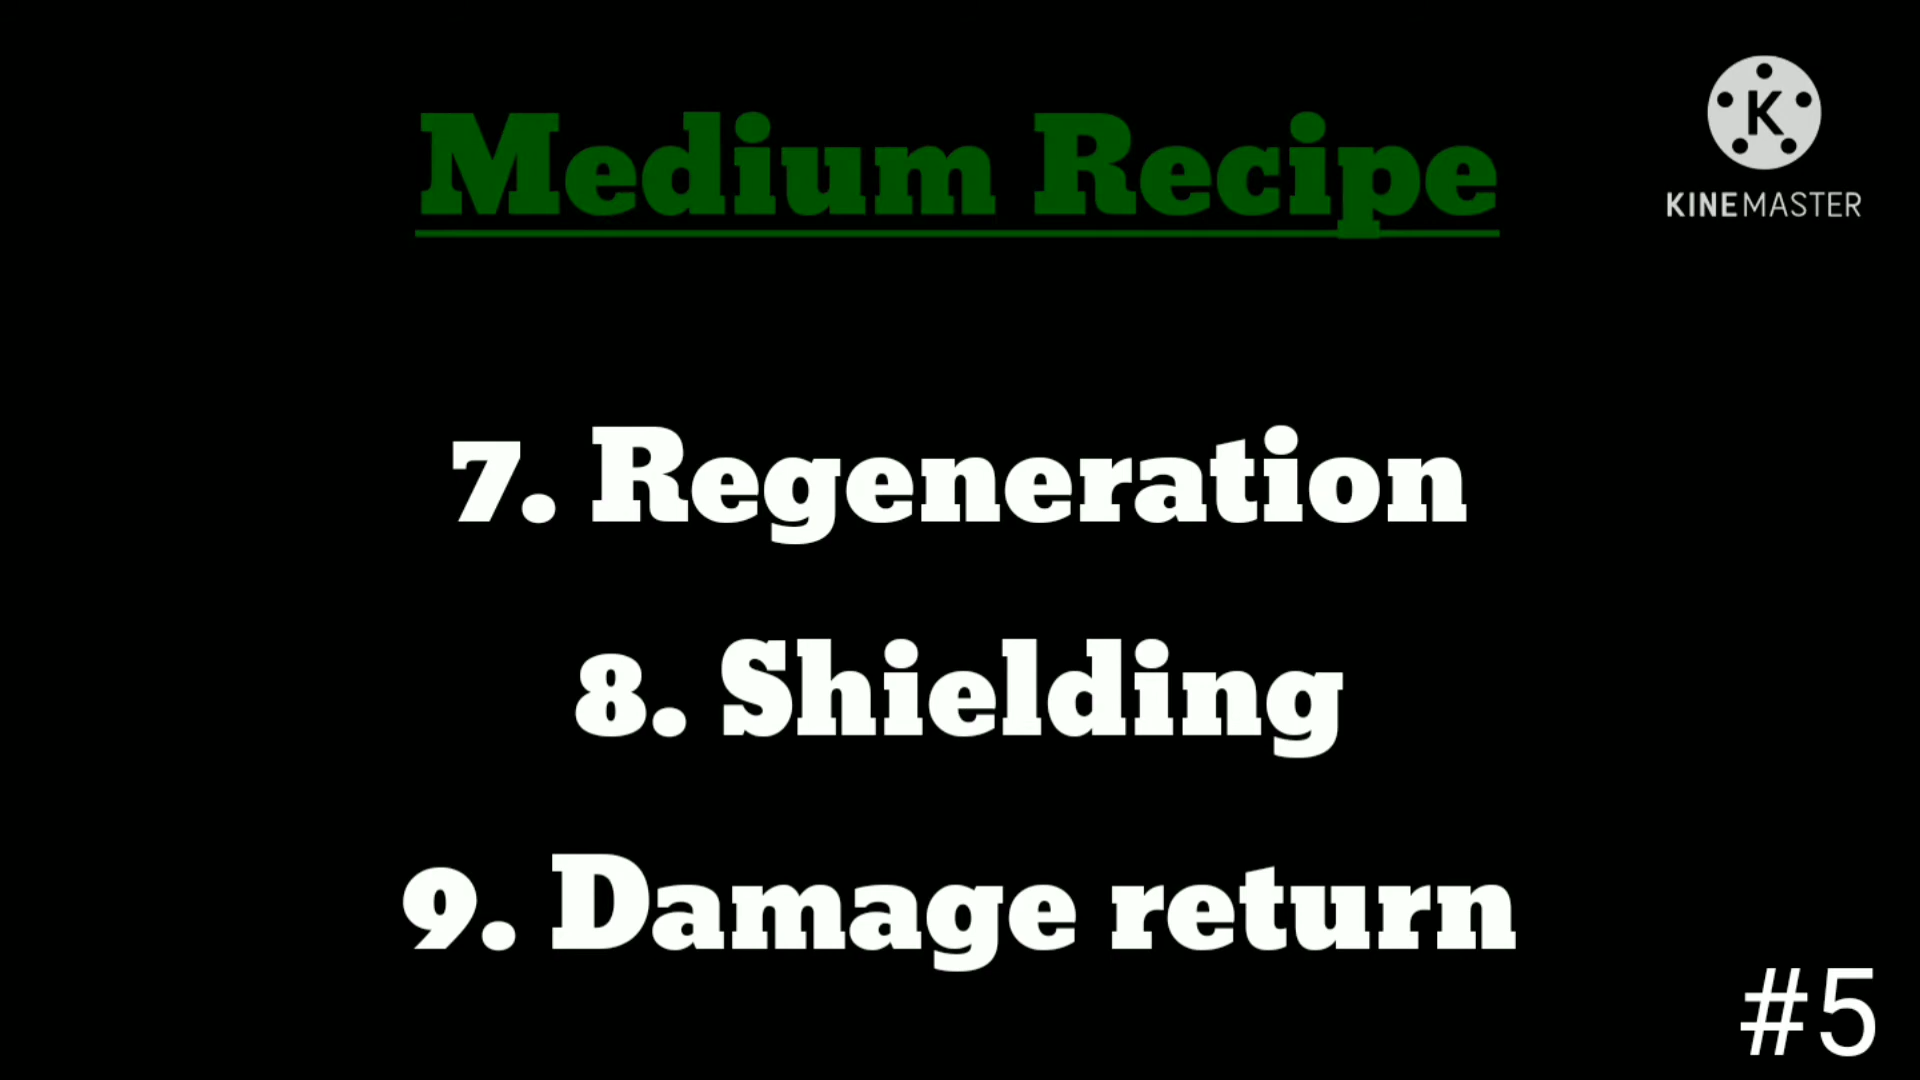 Medium Recipe
K
KINEMASTER
7. Regeneration
8. Shielding
9. Damage return
#5